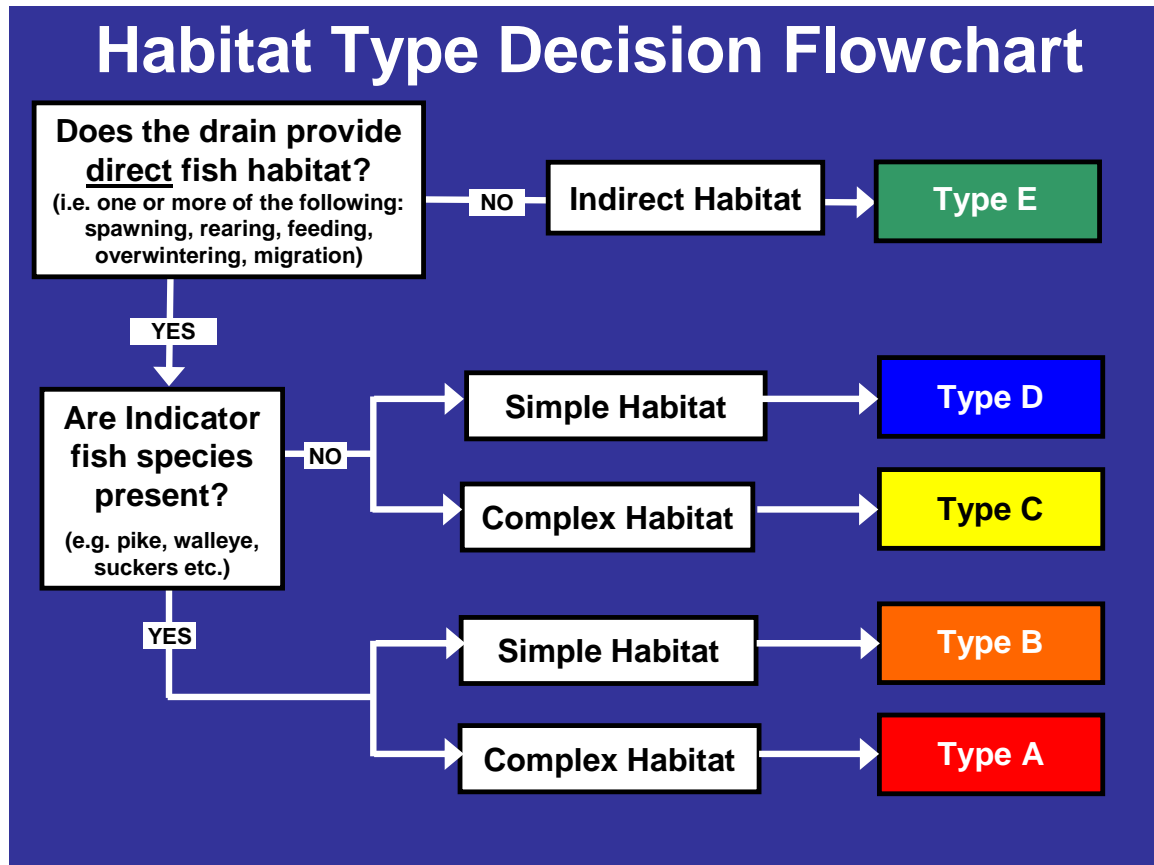 Habitat Type Decision Flowchart
Does the drain provide
direct fish habitat?
(i.e. one or more of the following:
spawning, rearing, feeding,
overwintering, migration)
NO
Indirect Habitat
Type E
YES
Are Indicator
fish species
present?
(e.g. pike, walleye,
suckers etc.)
NO
Simple Habitat
Type D
Complex Habitat
Type C
YES
Simple Habitat
Type B
Complex Habitat
Type A